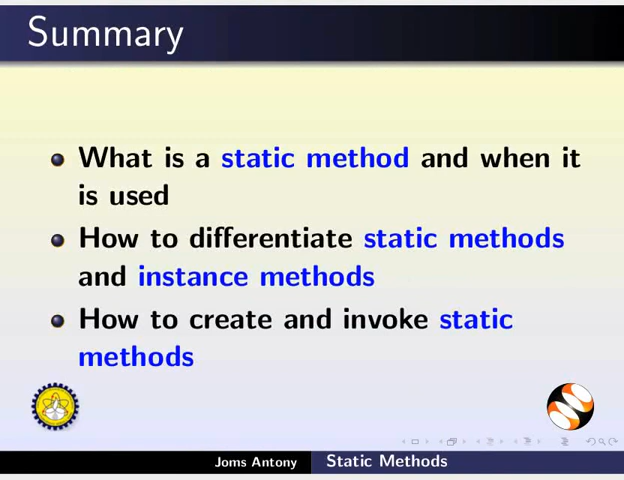 Summary
What is a static method and when it
is used
How to differentiate static methods
and instance methods
How to create and invoke static
methods
Joms Antony Static Methods